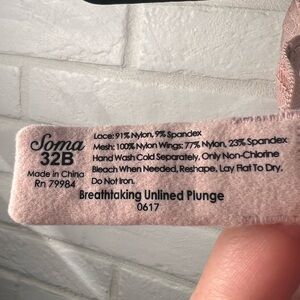 Soma
32B
Made in China
Rn 79984
Lace: 91% Nylon, 9% Spandex
Mesh: 100% Nylon Wings: 77% Nylon, 23% Spandex
Hand Wash Cold Separately, Only Non-Chlorine
Bleach When Needed, Reshape, Lay Flat To Dry,
Do Not Iron.
Breathtaking Unlined Plunge
0617